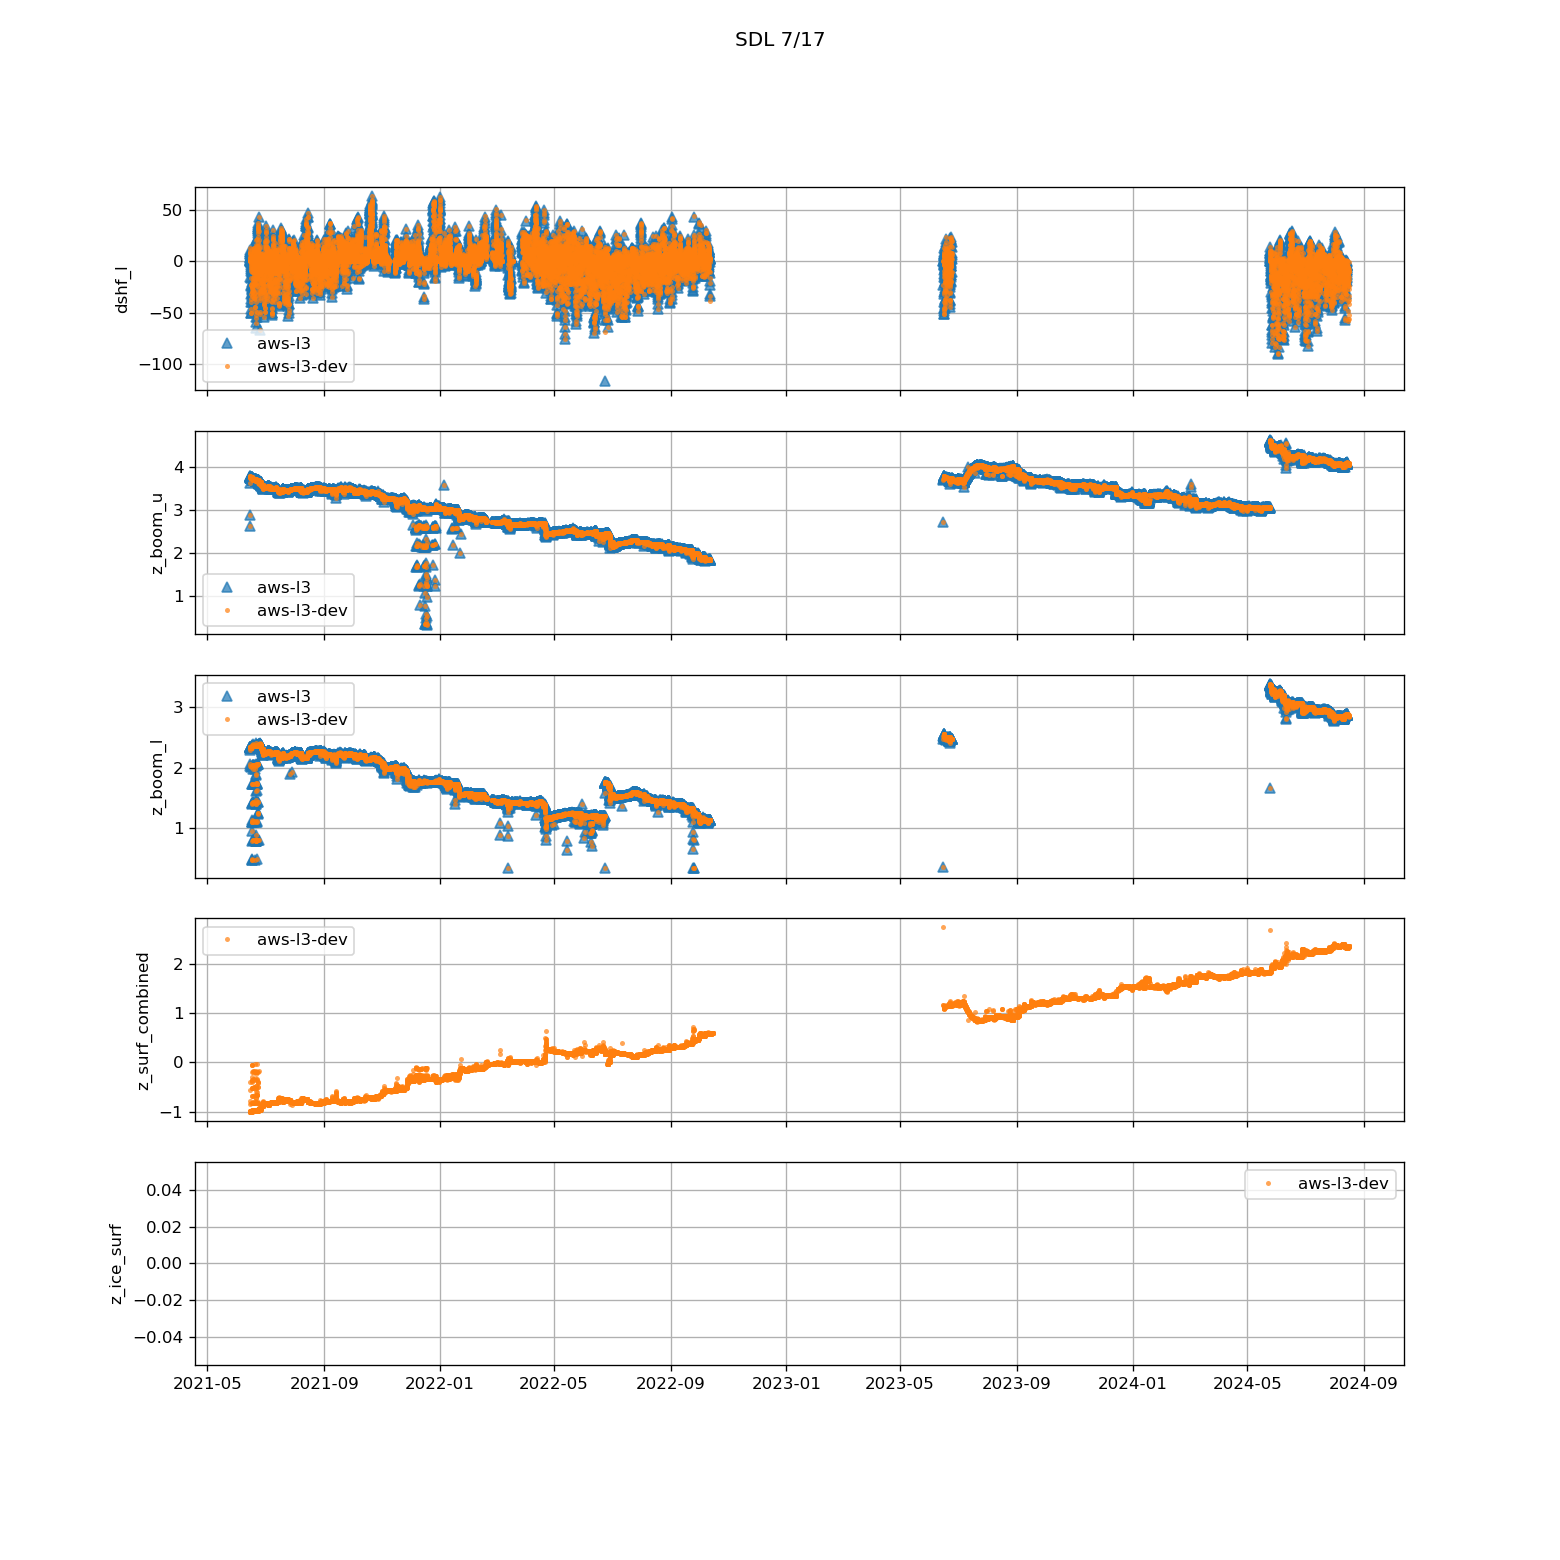 SDL 7/17
dshf_l
50
0
−50
−100
aws-l3
aws-l3-dev
z_boom_u
4
3
2
1
aws-l3
aws-l3-dev
z_boom_l
3
2
1
aws-l3
aws-l3-dev
z_surf_combined
2
1
0
−1
aws-l3-dev
z_ice_surf
0.04
0.02
0.00
−0.02
−0.04
aws-l3-dev
2021-05 2021-09 2022-01 2022-05 2022-09 2023-01 2023-05 2023-09 2024-01 2024-05 2024-09